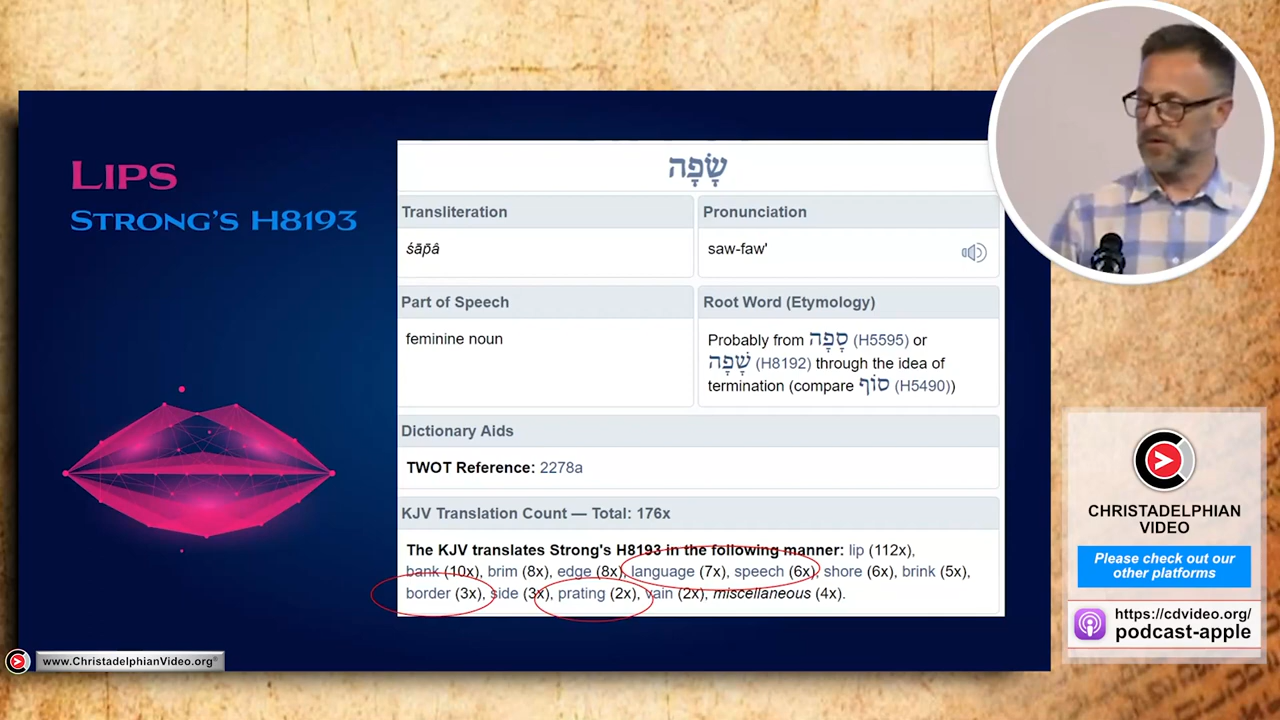 LIPS
STRONG'S H8193
שָׂפָה
Transliteration
Pronunciation
śāp̄â
saw-faw'
Part of Speech
Root Word (Etymology)
feminine noun
Probably from סָפָה (H5595) or
שָׁפָה (H8192) through the idea of
termination (compare סוֹף (H5490))
Dictionary Aids
TWOT Reference: 2278a
KJV Translation Count — Total: 176x
The KJV translates Strong's H8193 in the following manner: lip (112x),
bank (10x), brim (8x), edge (8x), language (7x), speech (6x), shore (6x), brink (5x),
border (3x), side (3x), prating (2x), vain (2x), miscellaneous (4x).
CHRISTADELPHIAN
VIDEO
Please check out our
other platforms
https://cdvideo.org/
podcast-apple
www.ChristadelphianVideo.org®